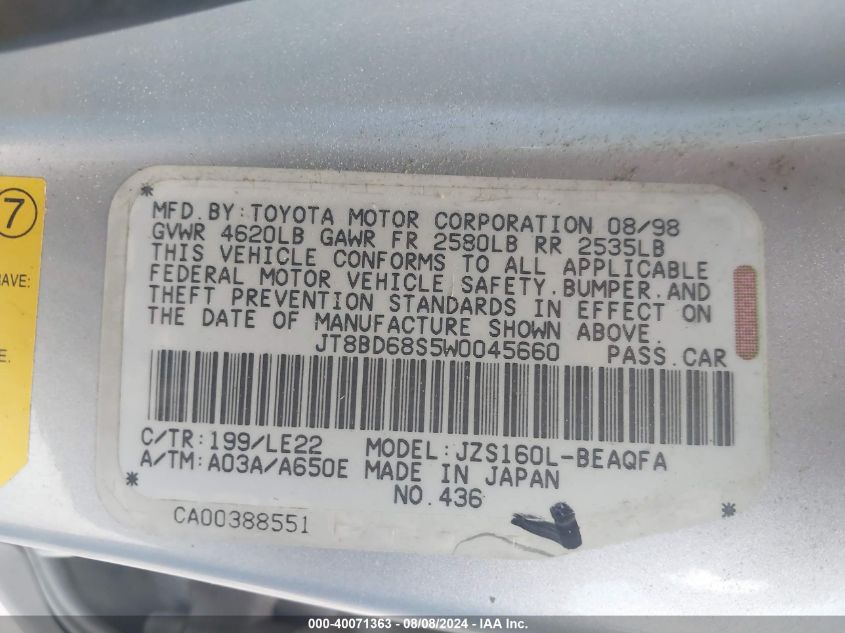 7
AVE:
E.
MFD.BY:TOYOTA MOTOR CORPORATION 08/98
GVWR 4620LB GAWR FR 2580LB RR 2535LB
THIS VEHICLE CONFORMS TO ALL APPLICABLE
FEDERAL MOTOR VEHICLE SAFETY.BUMPER.AND
THEFT PREVENTION STANDARDS IN EFFECT ON
THE DATE OF MANUFACTURE SHOWN ABOVE.
JT8BD68S5W0045660 PASS.CAR
C/TR:199/LE22 MODEL:JZS160L-BEAQFA
A/TM:A03A/A650E MADE IN JAPAN
NO.436
CA00388551
000-40071363 - 08/08/2024 - IAA Inc.